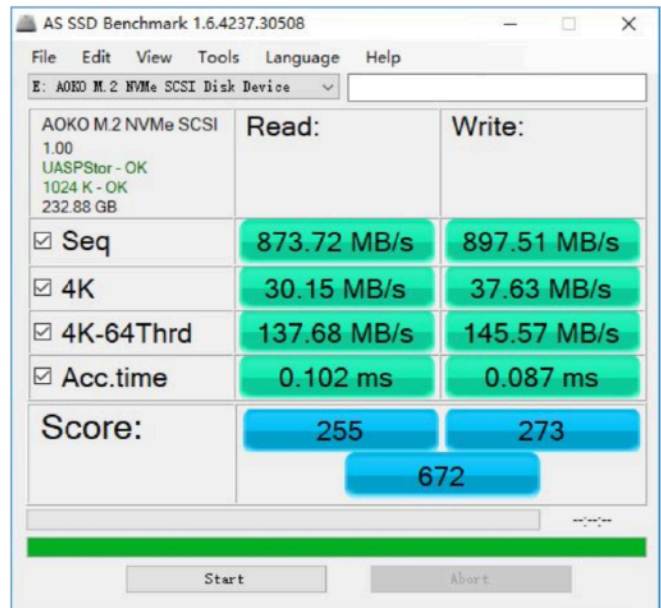 AS SSD Benchmark 1.6.4237.30508
File Edit View Tools Language Help
E: AOKO M.2 NVMe SCSI Disk Device
AOKO M.2 NVMe SCSI
1.00
UASPStor - OK
1024 K - OK
232.88 GB
Read: Write:
Seq 873.72 MB/s 897.51 MB/s
4K 30.15 MB/s 37.63 MB/s
4K-64Thrd 137.68 MB/s 145.57 MB/s
Acc.time 0.102 ms 0.087 ms
Score: 255 273
672
--:--:--
Start Abort